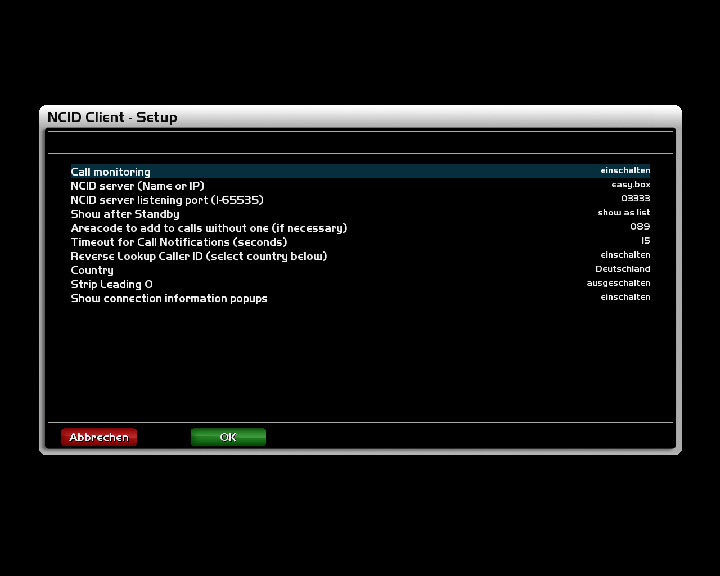 NCID Client - Setup
Call monitoring einschalten
NCID server (Name or IP) easy.box
NCID server listening port (1-65535) 03333
Show after Standby show as list
Areacode to add to calls without one (if necessary) 089
Timeout for Call Notifications (seconds) 15
Reverse Lookup Caller ID (select country below) einschalten
Country Deutschland
Strip Leading 0 ausgeschalten
Show connection information popups einschalten
Abbrechen OK